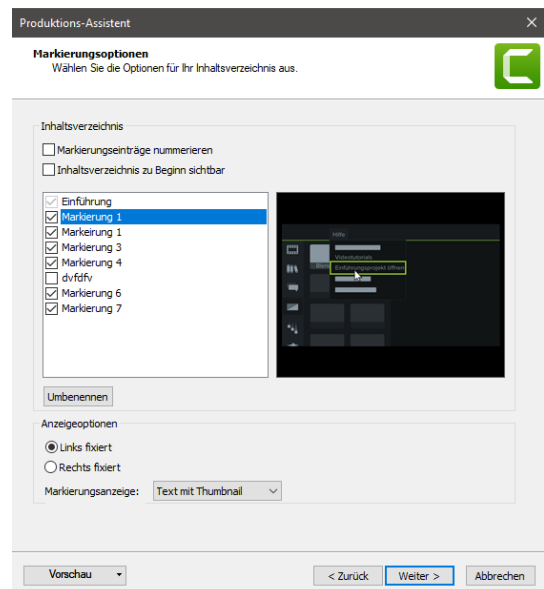 Produktions-Assistent
Markierungsoptionen
Wählen Sie die Optionen für Ihr Inhaltsverzeichnis aus.
Inhaltsverzeichnis
Markierungseinträge nummerieren
Inhaltsverzeichnis zu Beginn sichtbar
Einführung
Markierung 1
Markeirung 1
Markierung 3
Markierung 4
dvfdfv
Markierung 6
Markierung 7
Hilfe
Videotutorials
Einführungsprojekt öffnen
Umbenennen
Anzeigeoptionen
Links fixiert
Rechts fixiert
Markierungsanzeige: Text mit Thumbnail
Vorschau < Zurück Weiter > Abbrechen